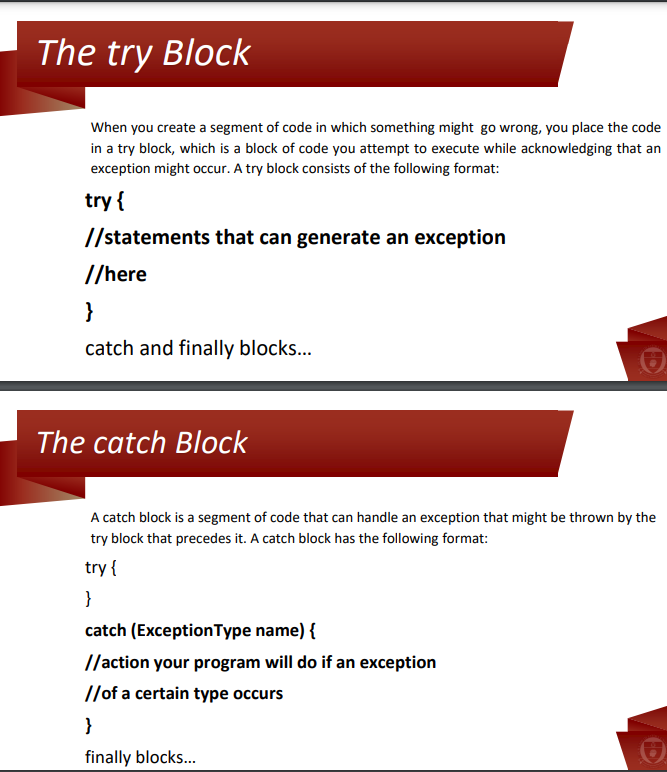 The try Block
When you create a segment of code in which something might go wrong, you place the code
in a try block, which is a block of code you attempt to execute while acknowledging that an
exception might occur. A try block consists of the following format:
try {
//statements that can generate an exception
//here
}
catch and finally blocks...
The catch Block
A catch block is a segment of code that can handle an exception that might be thrown by the
try block that precedes it. A catch block has the following format:
try {
}
catch (ExceptionType name) {
//action your program will do if an exception
//of a certain type occurs
}
finally blocks...